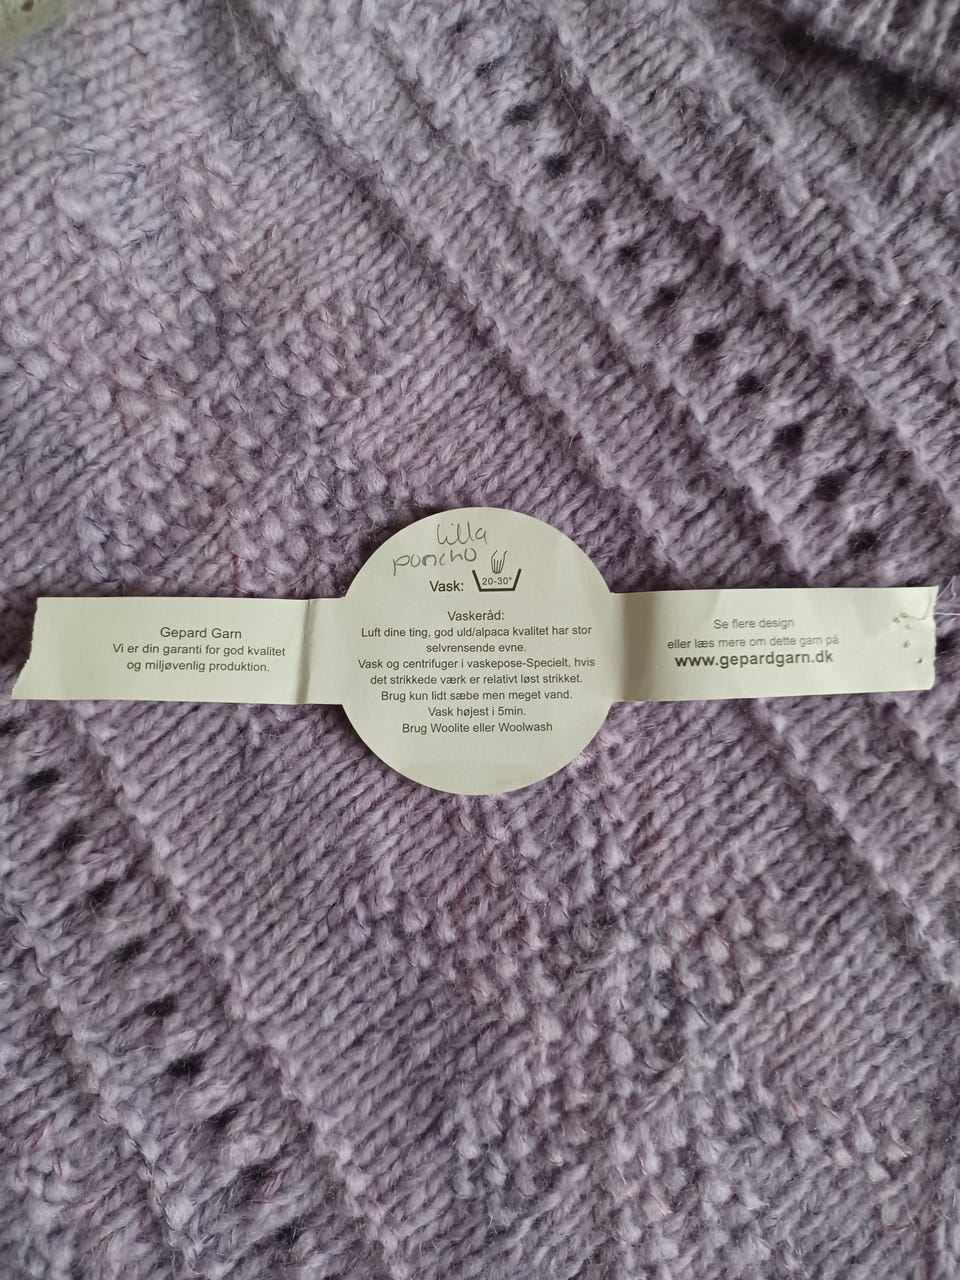 Lilla
poncho
Vask: 20-30°
Gepard Garn
Vi er din garanti for god kvalitet
og miljøvenlig produktion.
Vaskeråd:
Luft dine ting, god uld/alpaca kvalitet har stor
selvrensende evne.
Vask og centrifuger i vaskepose-Specielt, hvis
det strikkede værk er relativt løst strikket.
Brug kun lidt sæbe men meget vand.
Vask højest i 5min.
Brug Woolite eller Woolwash
Se flere design
eller læs mere om dette garn på
www.gepardgarn.dk